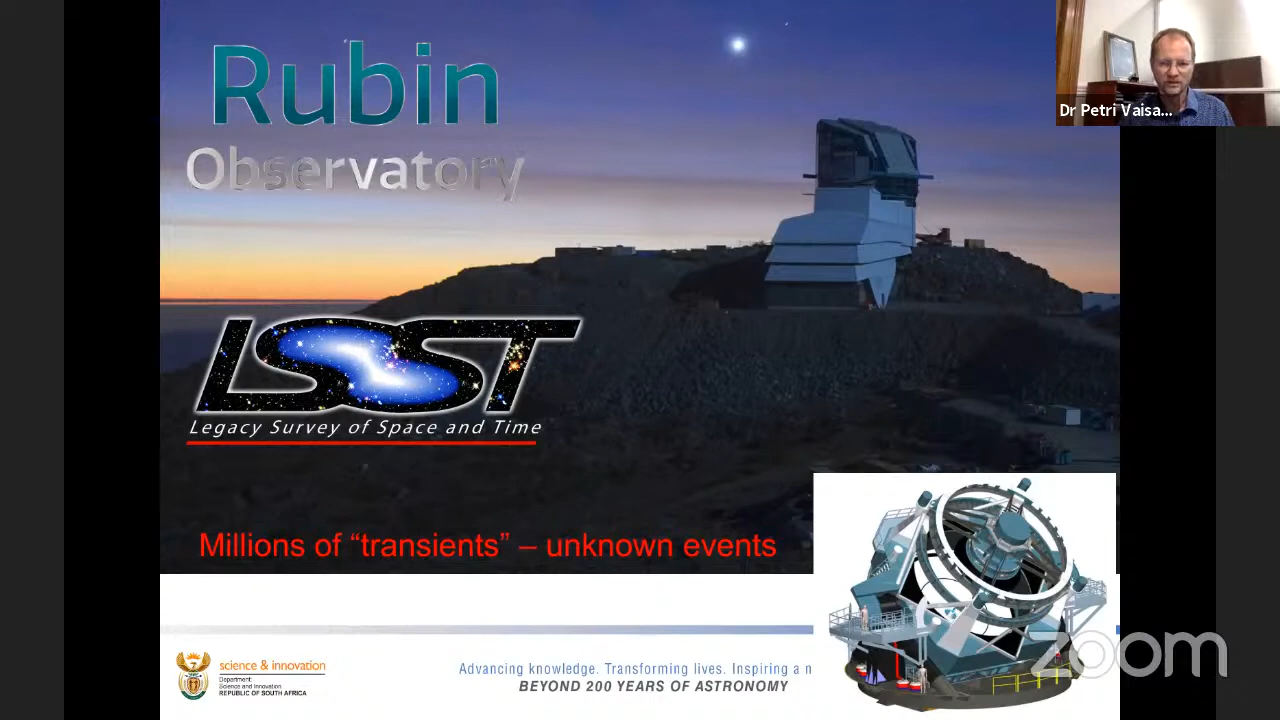 Rubin
Observatory
Dr Petri Vaisa...
LSST
Legacy Survey of Space and Time
Millions of “transients” – unknown events
science & innovation
Department:
Science and Innovation
REPUBLIC OF SOUTH AFRICA
Advancing knowledge. Transforming lives. Inspiring a n
BEYOND 200 YEARS OF ASTRONOMY
zoom